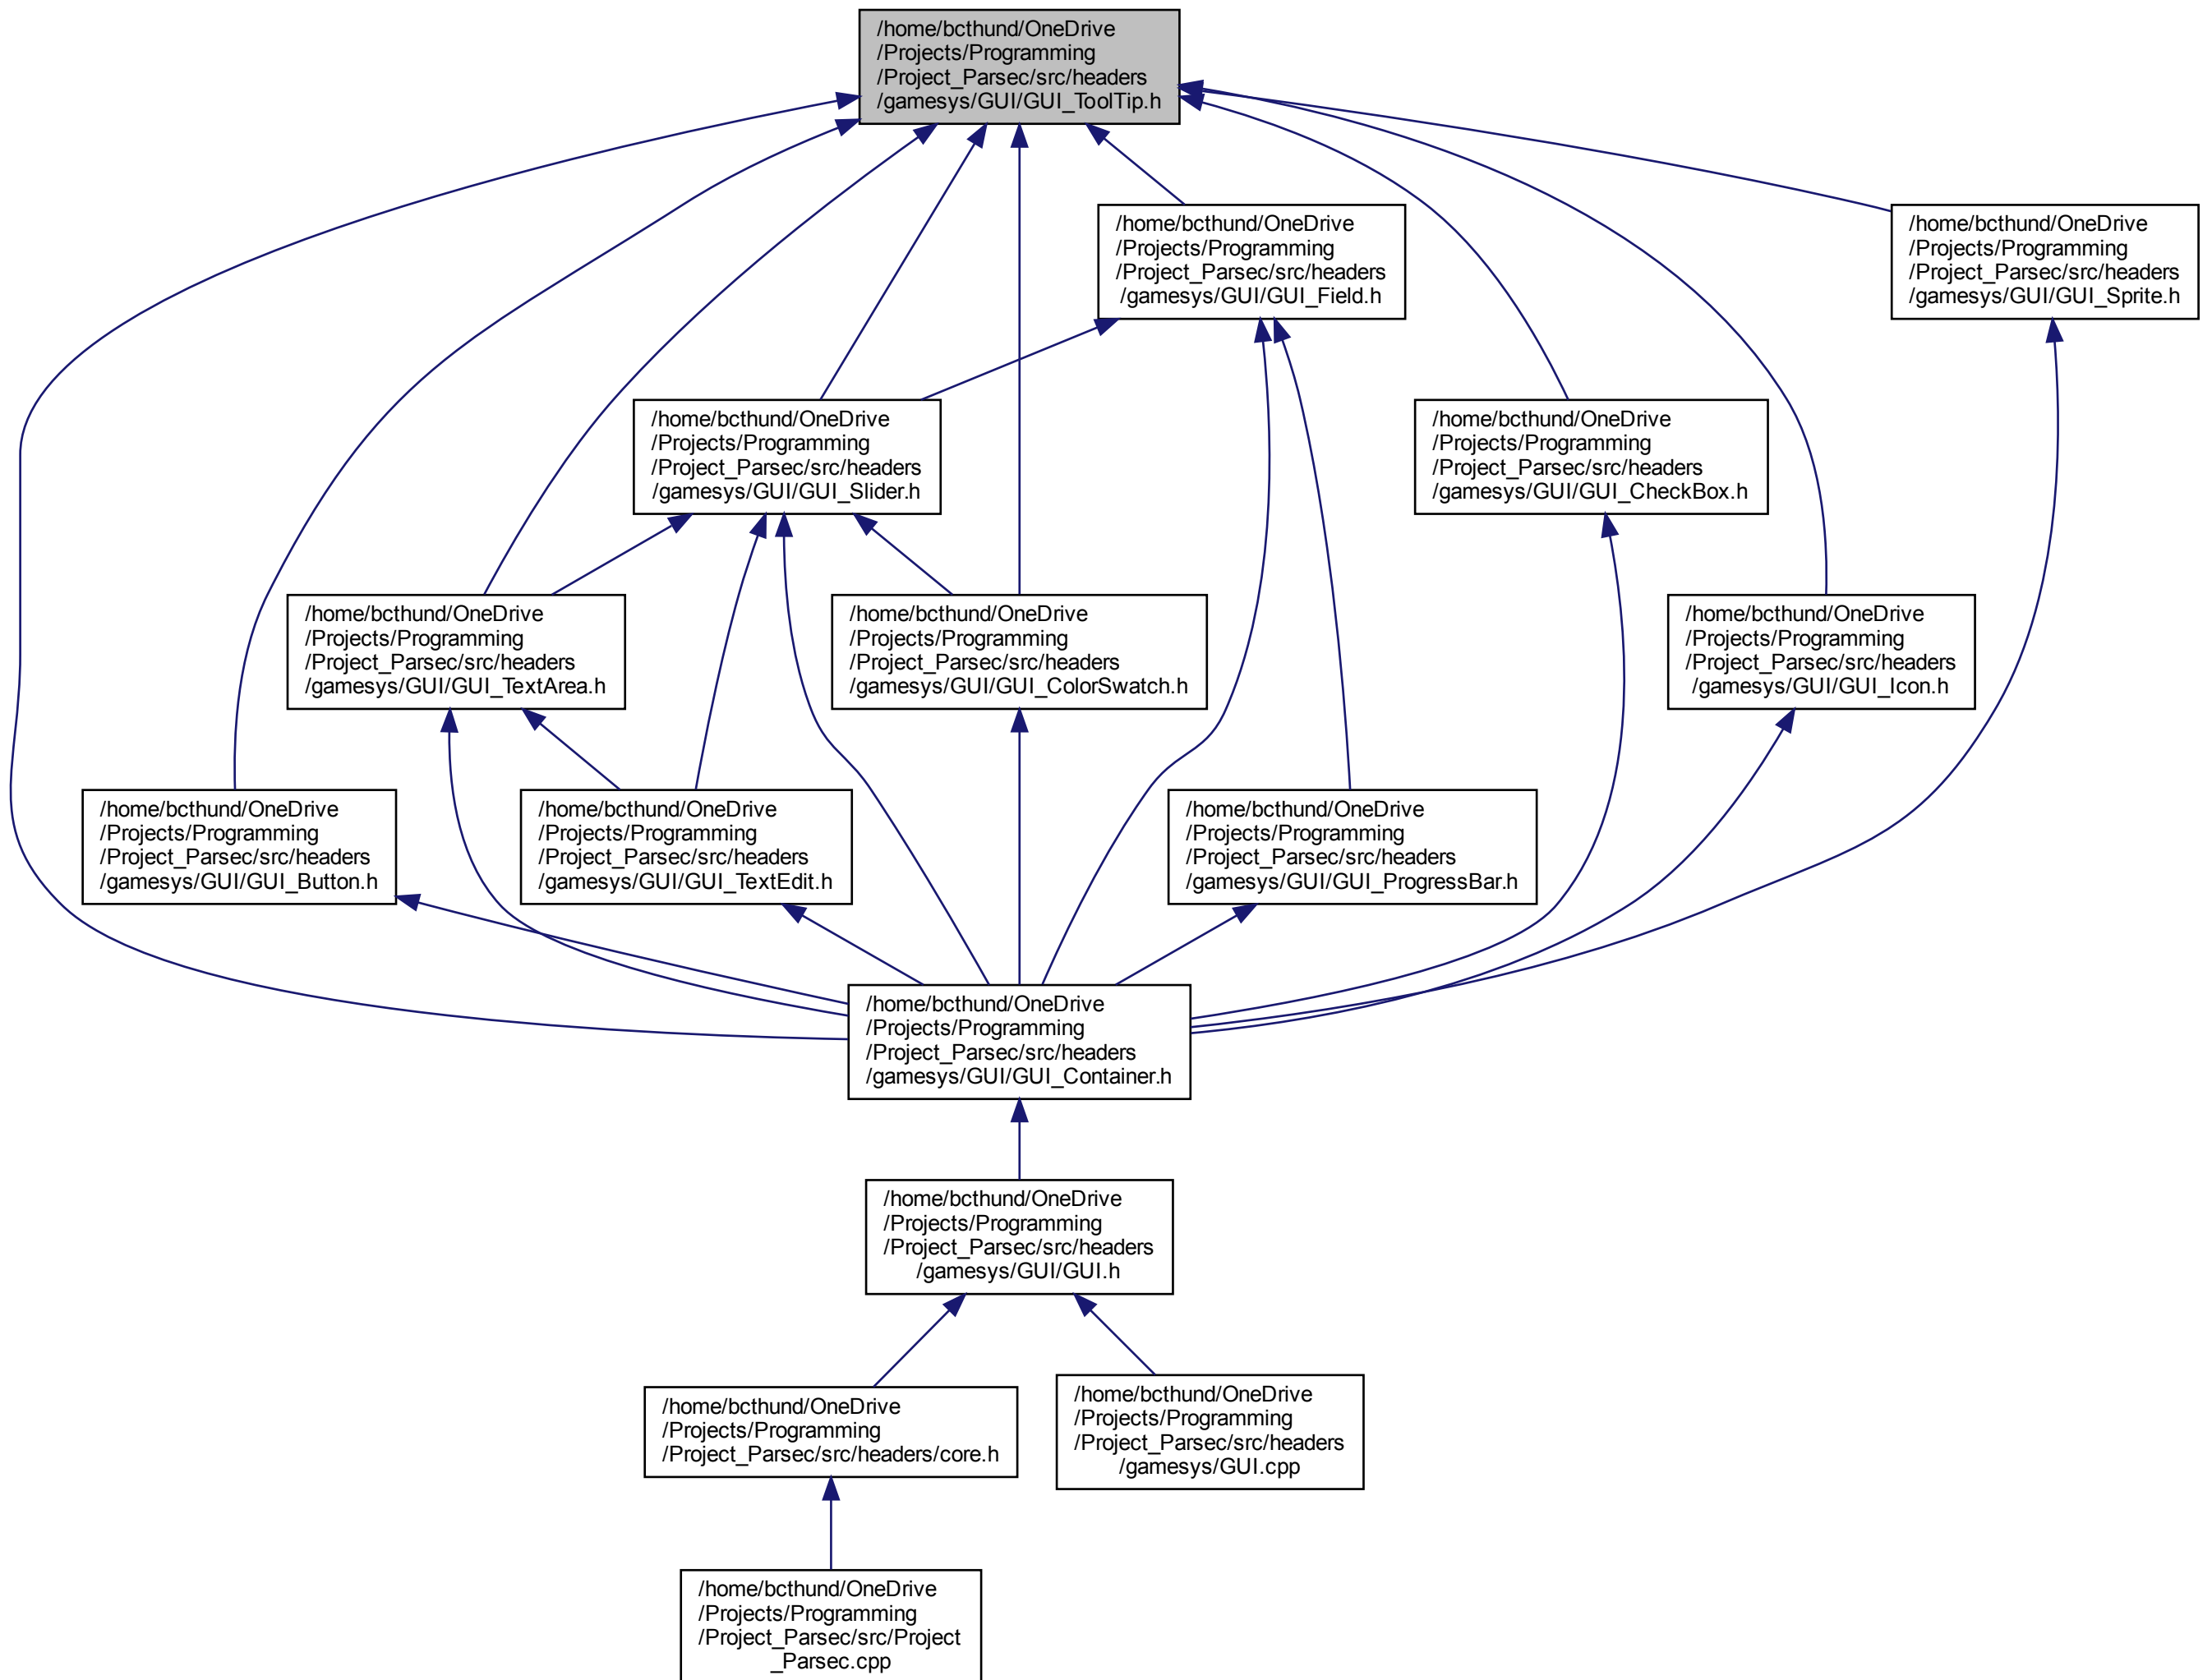 /home/bcthund/OneDrive
/Projects/Programming
/Project_Parsec/src/headers
/gamesys/GUI/GUI_ToolTip.h
/home/bcthund/OneDrive
/Projects/Programming
/Project_Parsec/src/headers
/gamesys/GUI/GUI_Field.h
/home/bcthund/OneDrive
/Projects/Programming
/Project_Parsec/src/headers
/gamesys/GUI/GUI_Sprite.h
/home/bcthund/OneDrive
/Projects/Programming
/Project_Parsec/src/headers
/gamesys/GUI/GUI_Slider.h
/home/bcthund/OneDrive
/Projects/Programming
/Project_Parsec/src/headers
/gamesys/GUI/GUI_CheckBox.h
/home/bcthund/OneDrive
/Projects/Programming
/Project_Parsec/src/headers
/gamesys/GUI/GUI_TextArea.h
/home/bcthund/OneDrive
/Projects/Programming
/Project_Parsec/src/headers
/gamesys/GUI/GUI_ColorSwatch.h
/home/bcthund/OneDrive
/Projects/Programming
/Project_Parsec/src/headers
/gamesys/GUI/GUI_Icon.h
/home/bcthund/OneDrive
/Projects/Programming
/Project_Parsec/src/headers
/gamesys/GUI/GUI_Button.h
/home/bcthund/OneDrive
/Projects/Programming
/Project_Parsec/src/headers
/gamesys/GUI/GUI_TextEdit.h
/home/bcthund/OneDrive
/Projects/Programming
/Project_Parsec/src/headers
/gamesys/GUI/GUI_ProgressBar.h
/home/bcthund/OneDrive
/Projects/Programming
/Project_Parsec/src/headers
/gamesys/GUI/GUI_Container.h
/home/bcthund/OneDrive
/Projects/Programming
/Project_Parsec/src/headers
/gamesys/GUI/GUI.h
/home/bcthund/OneDrive
/Projects/Programming
/Project_Parsec/src/headers/core.h
/home/bcthund/OneDrive
/Projects/Programming
/Project_Parsec/src/headers
/gamesys/GUI.cpp
/home/bcthund/OneDrive
/Projects/Programming
/Project_Parsec/src/Project
_Parsec.cpp